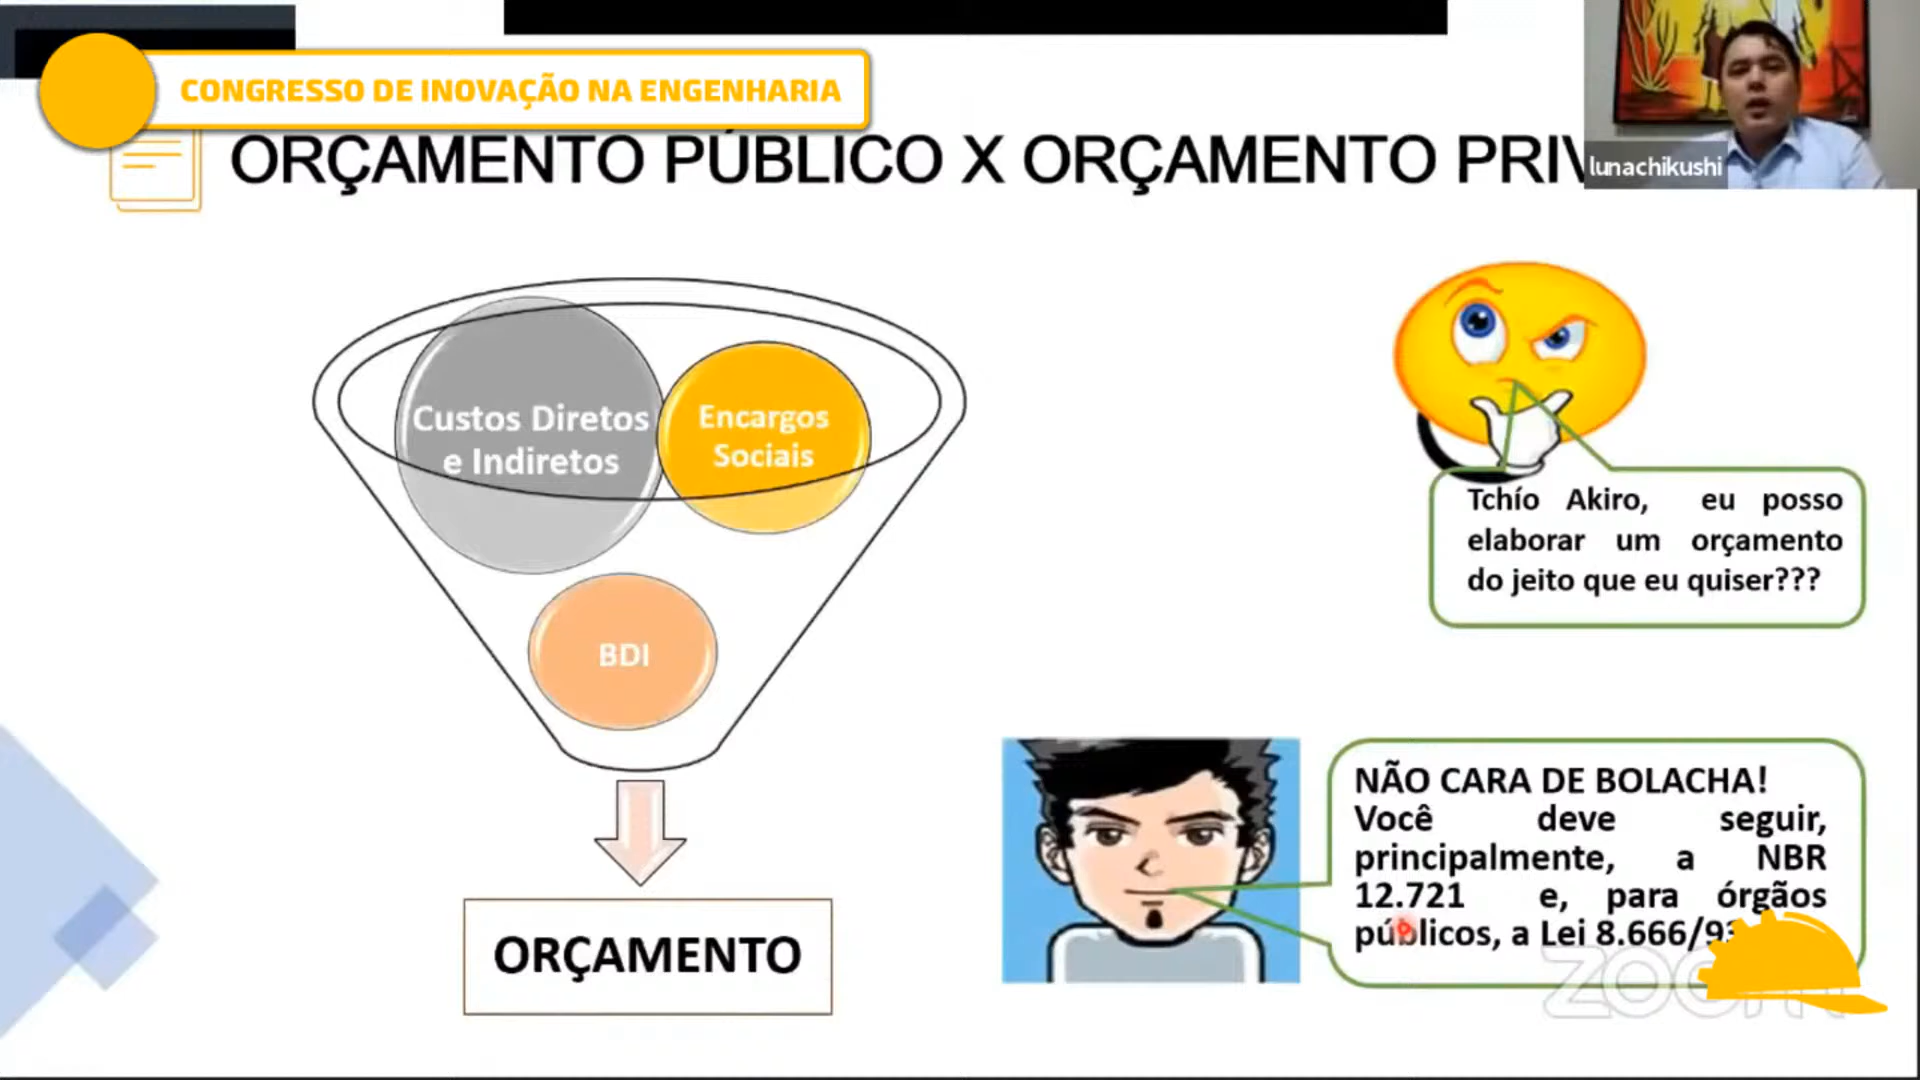 CONGRESSO DE INOVAÇÃO NA ENGENHARIA
ORÇAMENTO PÚBLICO X ORÇAMENTO PRIV
lunachikushi
Custos Diretos
e Indiretos
Encargos
Sociais
BDI
ORÇAMENTO
Tchío Akiro, eu posso
elaborar um orçamento
do jeito que eu quiser???
NÃO CARA DE BOLACHA!
Você deve seguir,
principalmente, a NBR
12.721 e, para órgãos
públicos, a Lei 8.666/93
zoom